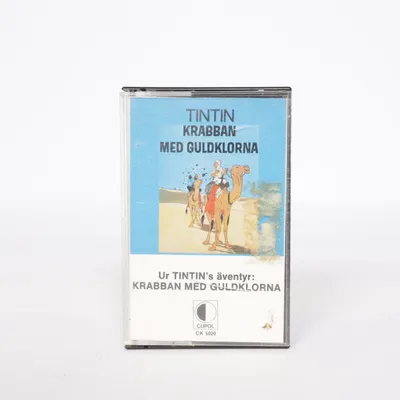 TINTIN
KRABBAN
MED GULDKLORNA
Ur TINTIN's äventyr:
KRABBAN MED GULDKLORNA
CUPOL